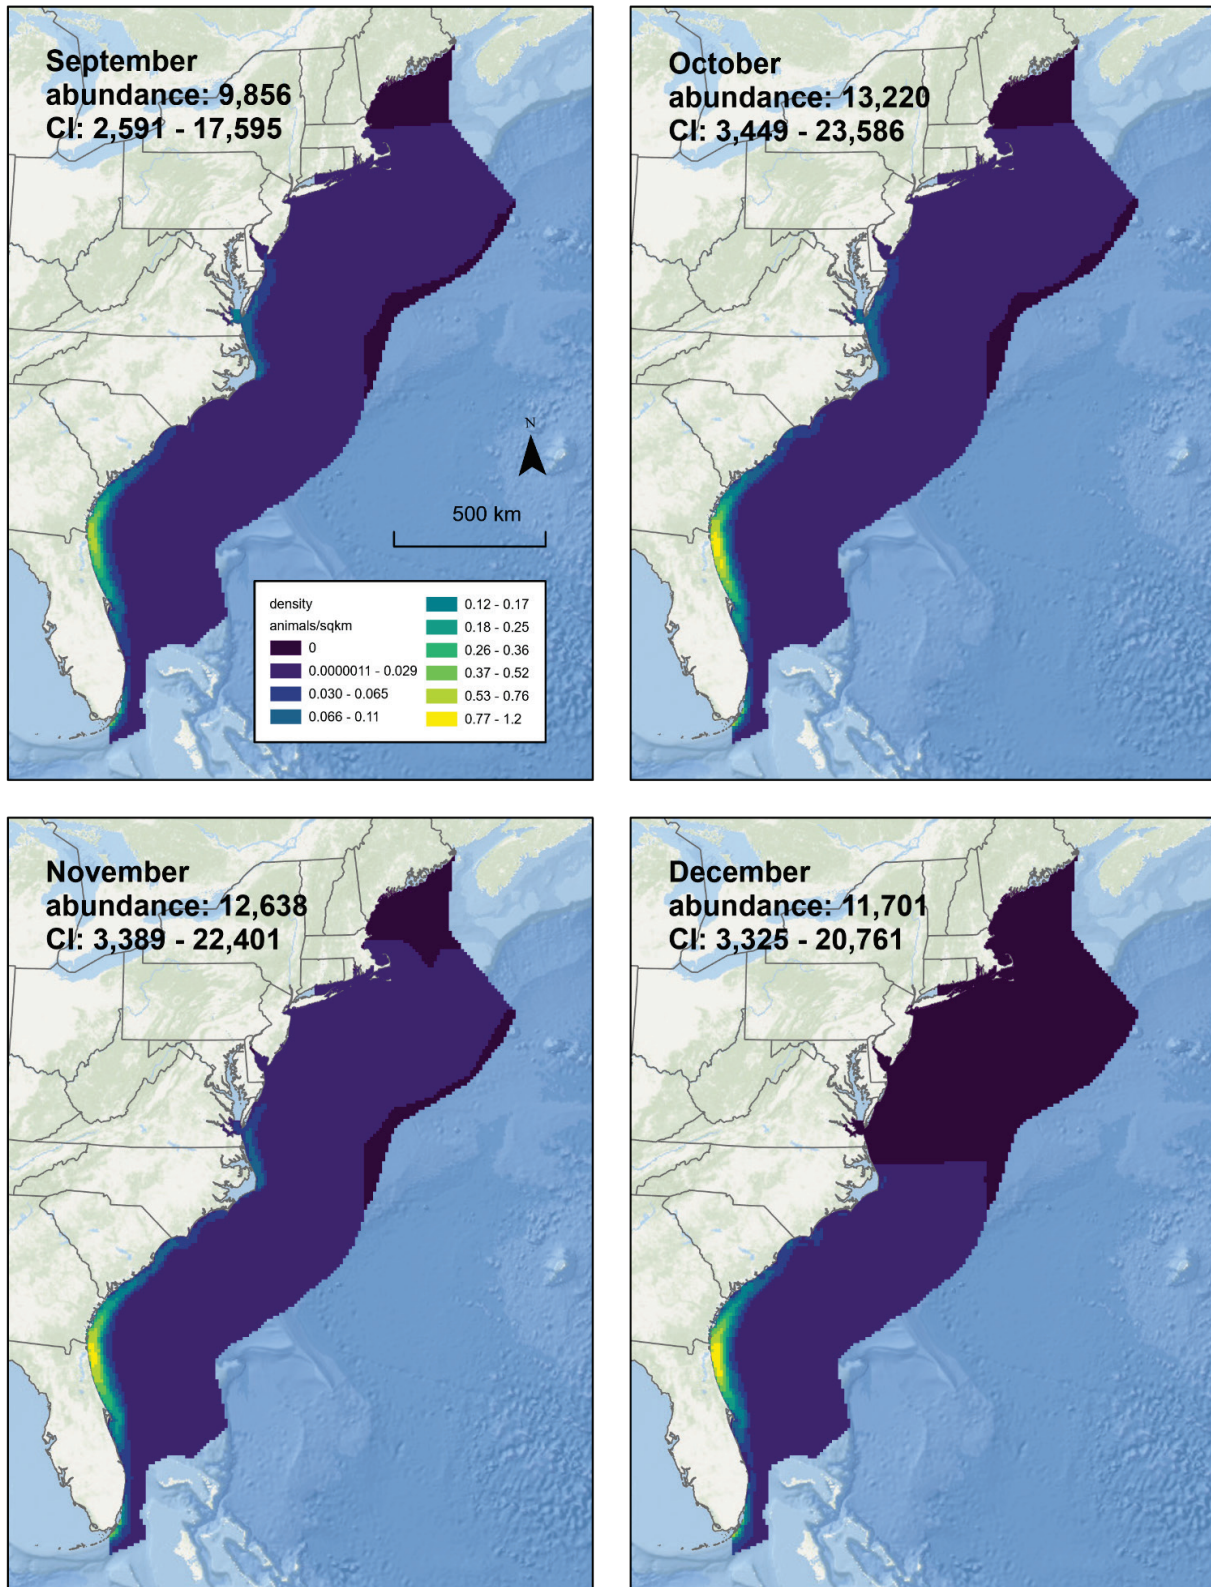 September
abundance: 9,856
CI: 2,591 - 17,595
N
500 km
density
animals/sqkm
0
0.0000011 - 0.029
0.030 - 0.065
0.066 - 0.11
0.12 - 0.17
0.18 - 0.25
0.26 - 0.36
0.37 - 0.52
0.53 - 0.76
0.77 - 1.2
October
abundance: 13,220
CI: 3,449 - 23,586
November
abundance: 12,638
CI: 3,389 - 22,401
December
abundance: 11,701
CI: 3,325 - 20,761